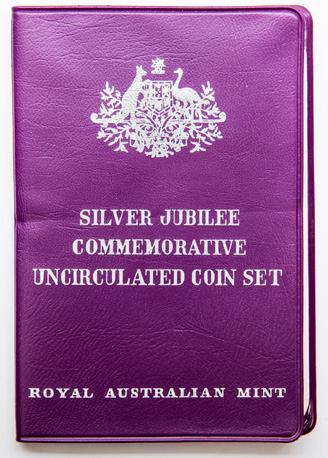 SILVER JUBILEE
COMMEMORATIVE
UNCIRCULATED COIN SET
ROYAL AUSTRALIAN MINT